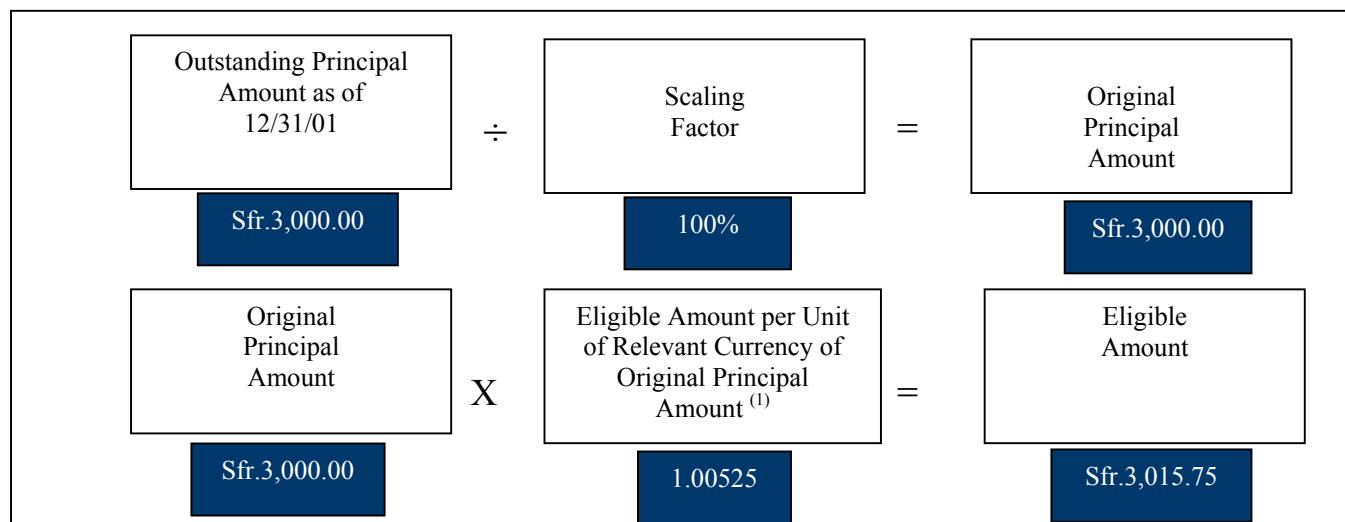 Outstanding Principal
Amount as of
12/31/01
÷
Scaling
Factor
=
Original
Principal
Amount
Sfr.3,000.00
100%
Sfr.3,000.00
Original
Principal
Amount
X
Eligible Amount per Unit
of Relevant Currency of
Original Principal
Amount (1)
=
Eligible
Amount
Sfr.3,000.00
1.00525
Sfr.3,015.75